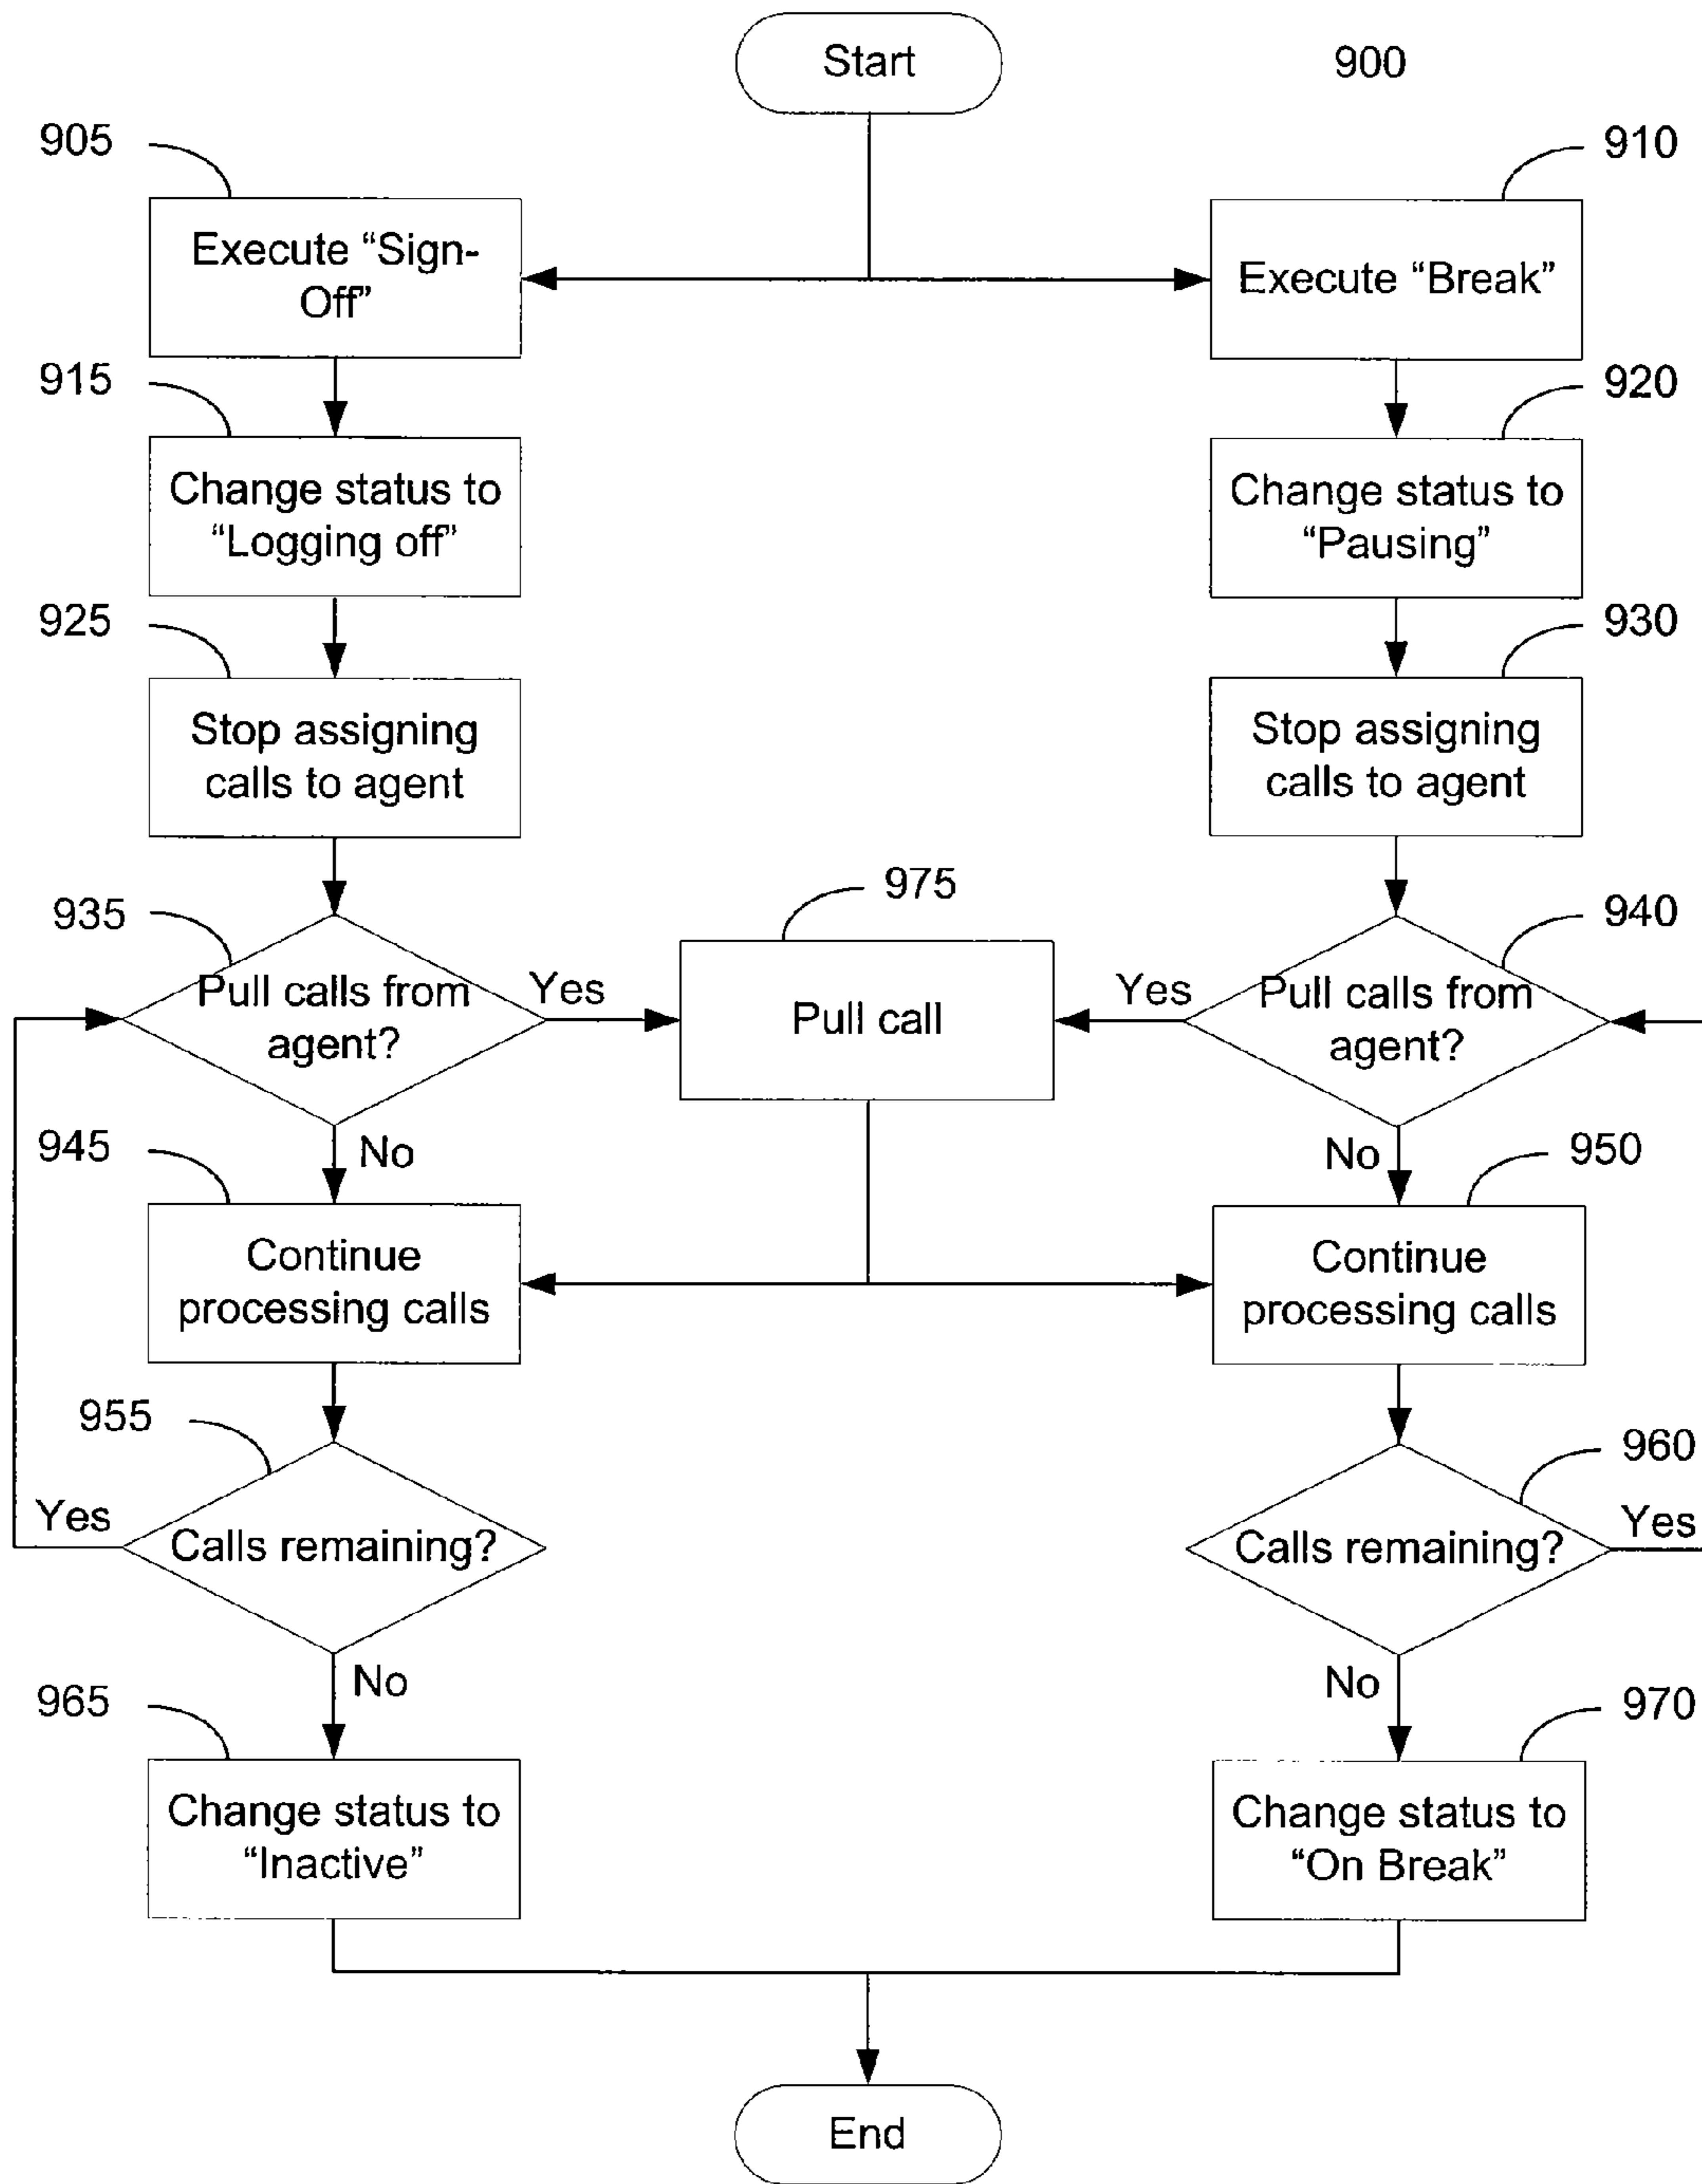 Start
900
905
910
Execute “Sign-
Off”
Execute “Break”
915
920
Change status to
“Logging off”
Change status to
“Pausing”
925
930
Stop assigning
calls to agent
Stop assigning
calls to agent
935
975
940
Pull calls from
agent?
Yes
Pull call
Yes
Pull calls from
agent?
No
No
945
950
Continue
processing calls
Continue
processing calls
955
960
Yes
Calls remaining?
Calls remaining?
Yes
No
No
965
970
Change status to
“Inactive”
Change status to
“On Break”
End